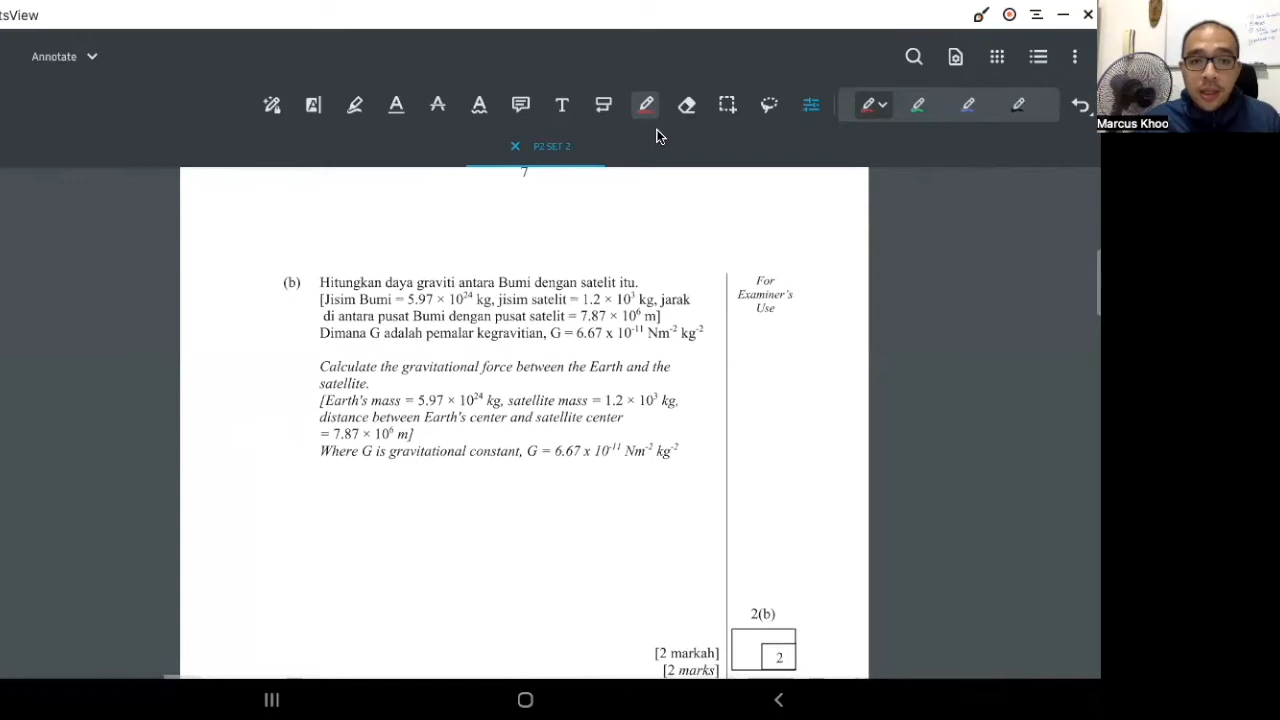 tsView
Annotate
Marcus Khoo
P2 SET 2
7
(b) Hitungkan daya graviti antara Bumi dengan satelit itu.
[Jisim Bumi = 5.97 × 10²⁴ kg, jisim satelit = 1.2 × 10³ kg, jarak
di antara pusat Bumi dengan pusat satelit = 7.87 × 10⁶ m]
Dimana G adalah pemalar kegravitian, G = 6.67 x 10⁻¹¹ Nm⁻² kg⁻²
Calculate the gravitational force between the Earth and the
satellite.
[Earth's mass = 5.97 × 10²⁴ kg, satellite mass = 1.2 × 10³ kg,
distance between Earth's center and satellite center
= 7.87 × 10⁶ m]
Where G is gravitational constant, G = 6.67 x 10⁻¹¹ Nm⁻² kg⁻²
For
Examiner's
Use
2(b)
2
[2 markah]
[2 marks]